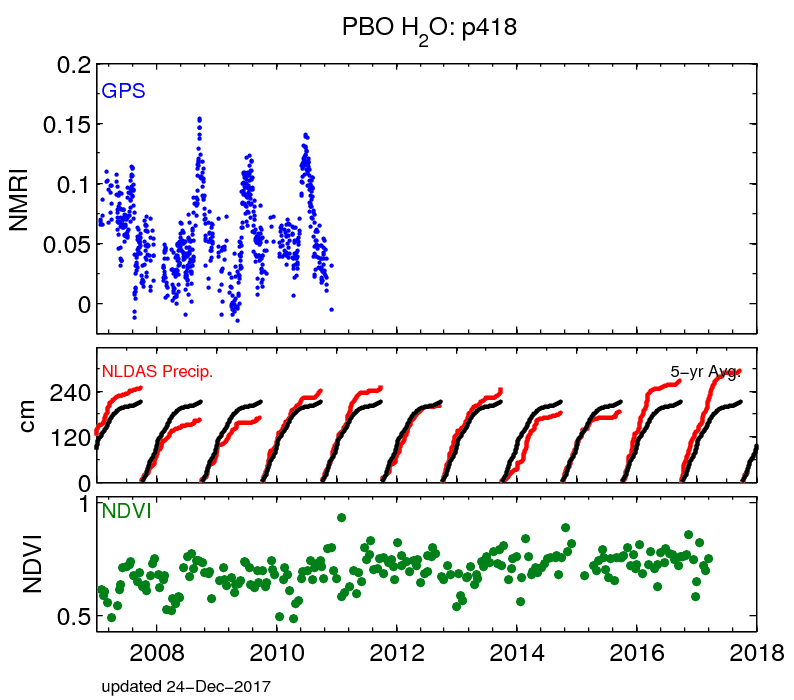 PBO H2O: p418
0.2
GPS
0.15
0.1
0.05
0
NMRI
NLDAS Precip.
5-yr Avg.
240
120
0
cm
1
NDVI
0.5
NDVI
2008 2010 2012 2014 2016 2018
updated 24-Dec-2017